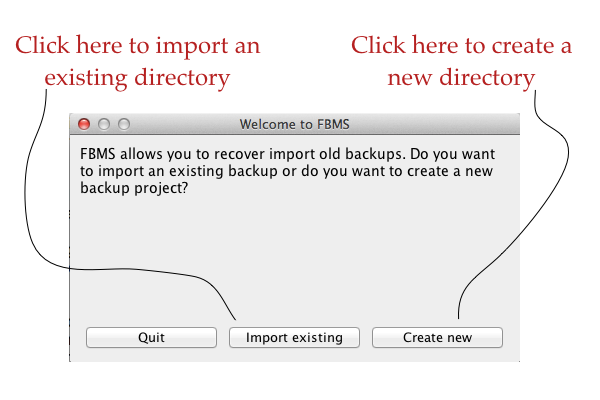 Click here to import an
existing directory
Click here to create a
new directory
Welcome to FBMS
FBMS allows you to recover import old backups. Do you want
to import an existing backup or do you want to create a new
backup project?
Quit
Import existing
Create new